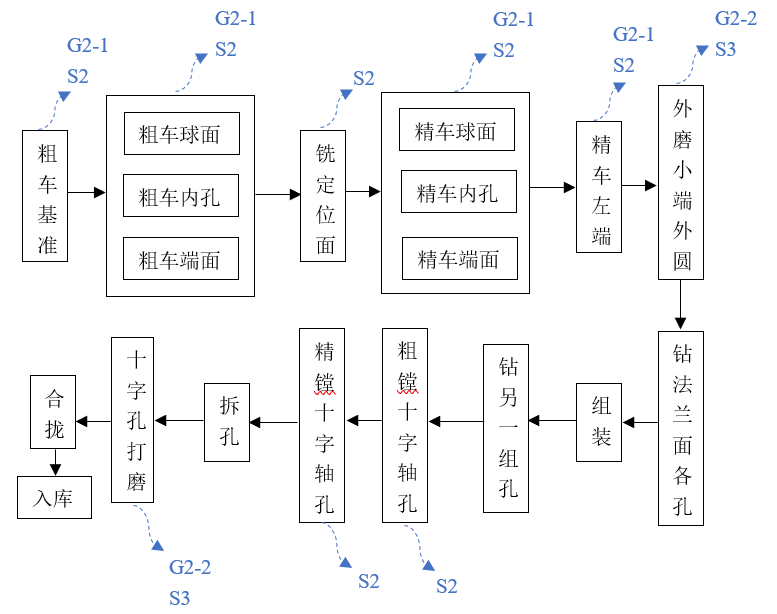 G2-1
S2
粗车基准
G2-1
S2
粗车球面
粗车内孔
粗车端面
S2
铣定位面
G2-1
S2
精车球面
精车内孔
精车端面
G2-1
S2
精车左端
G2-2
S3
外磨小端外圆
钻法兰面各孔
组装
钻另一组孔
粗镗十字轴孔
S2
精镗十字轴孔
S2
拆孔
十字孔打磨
G2-2
S3
合拢
入库